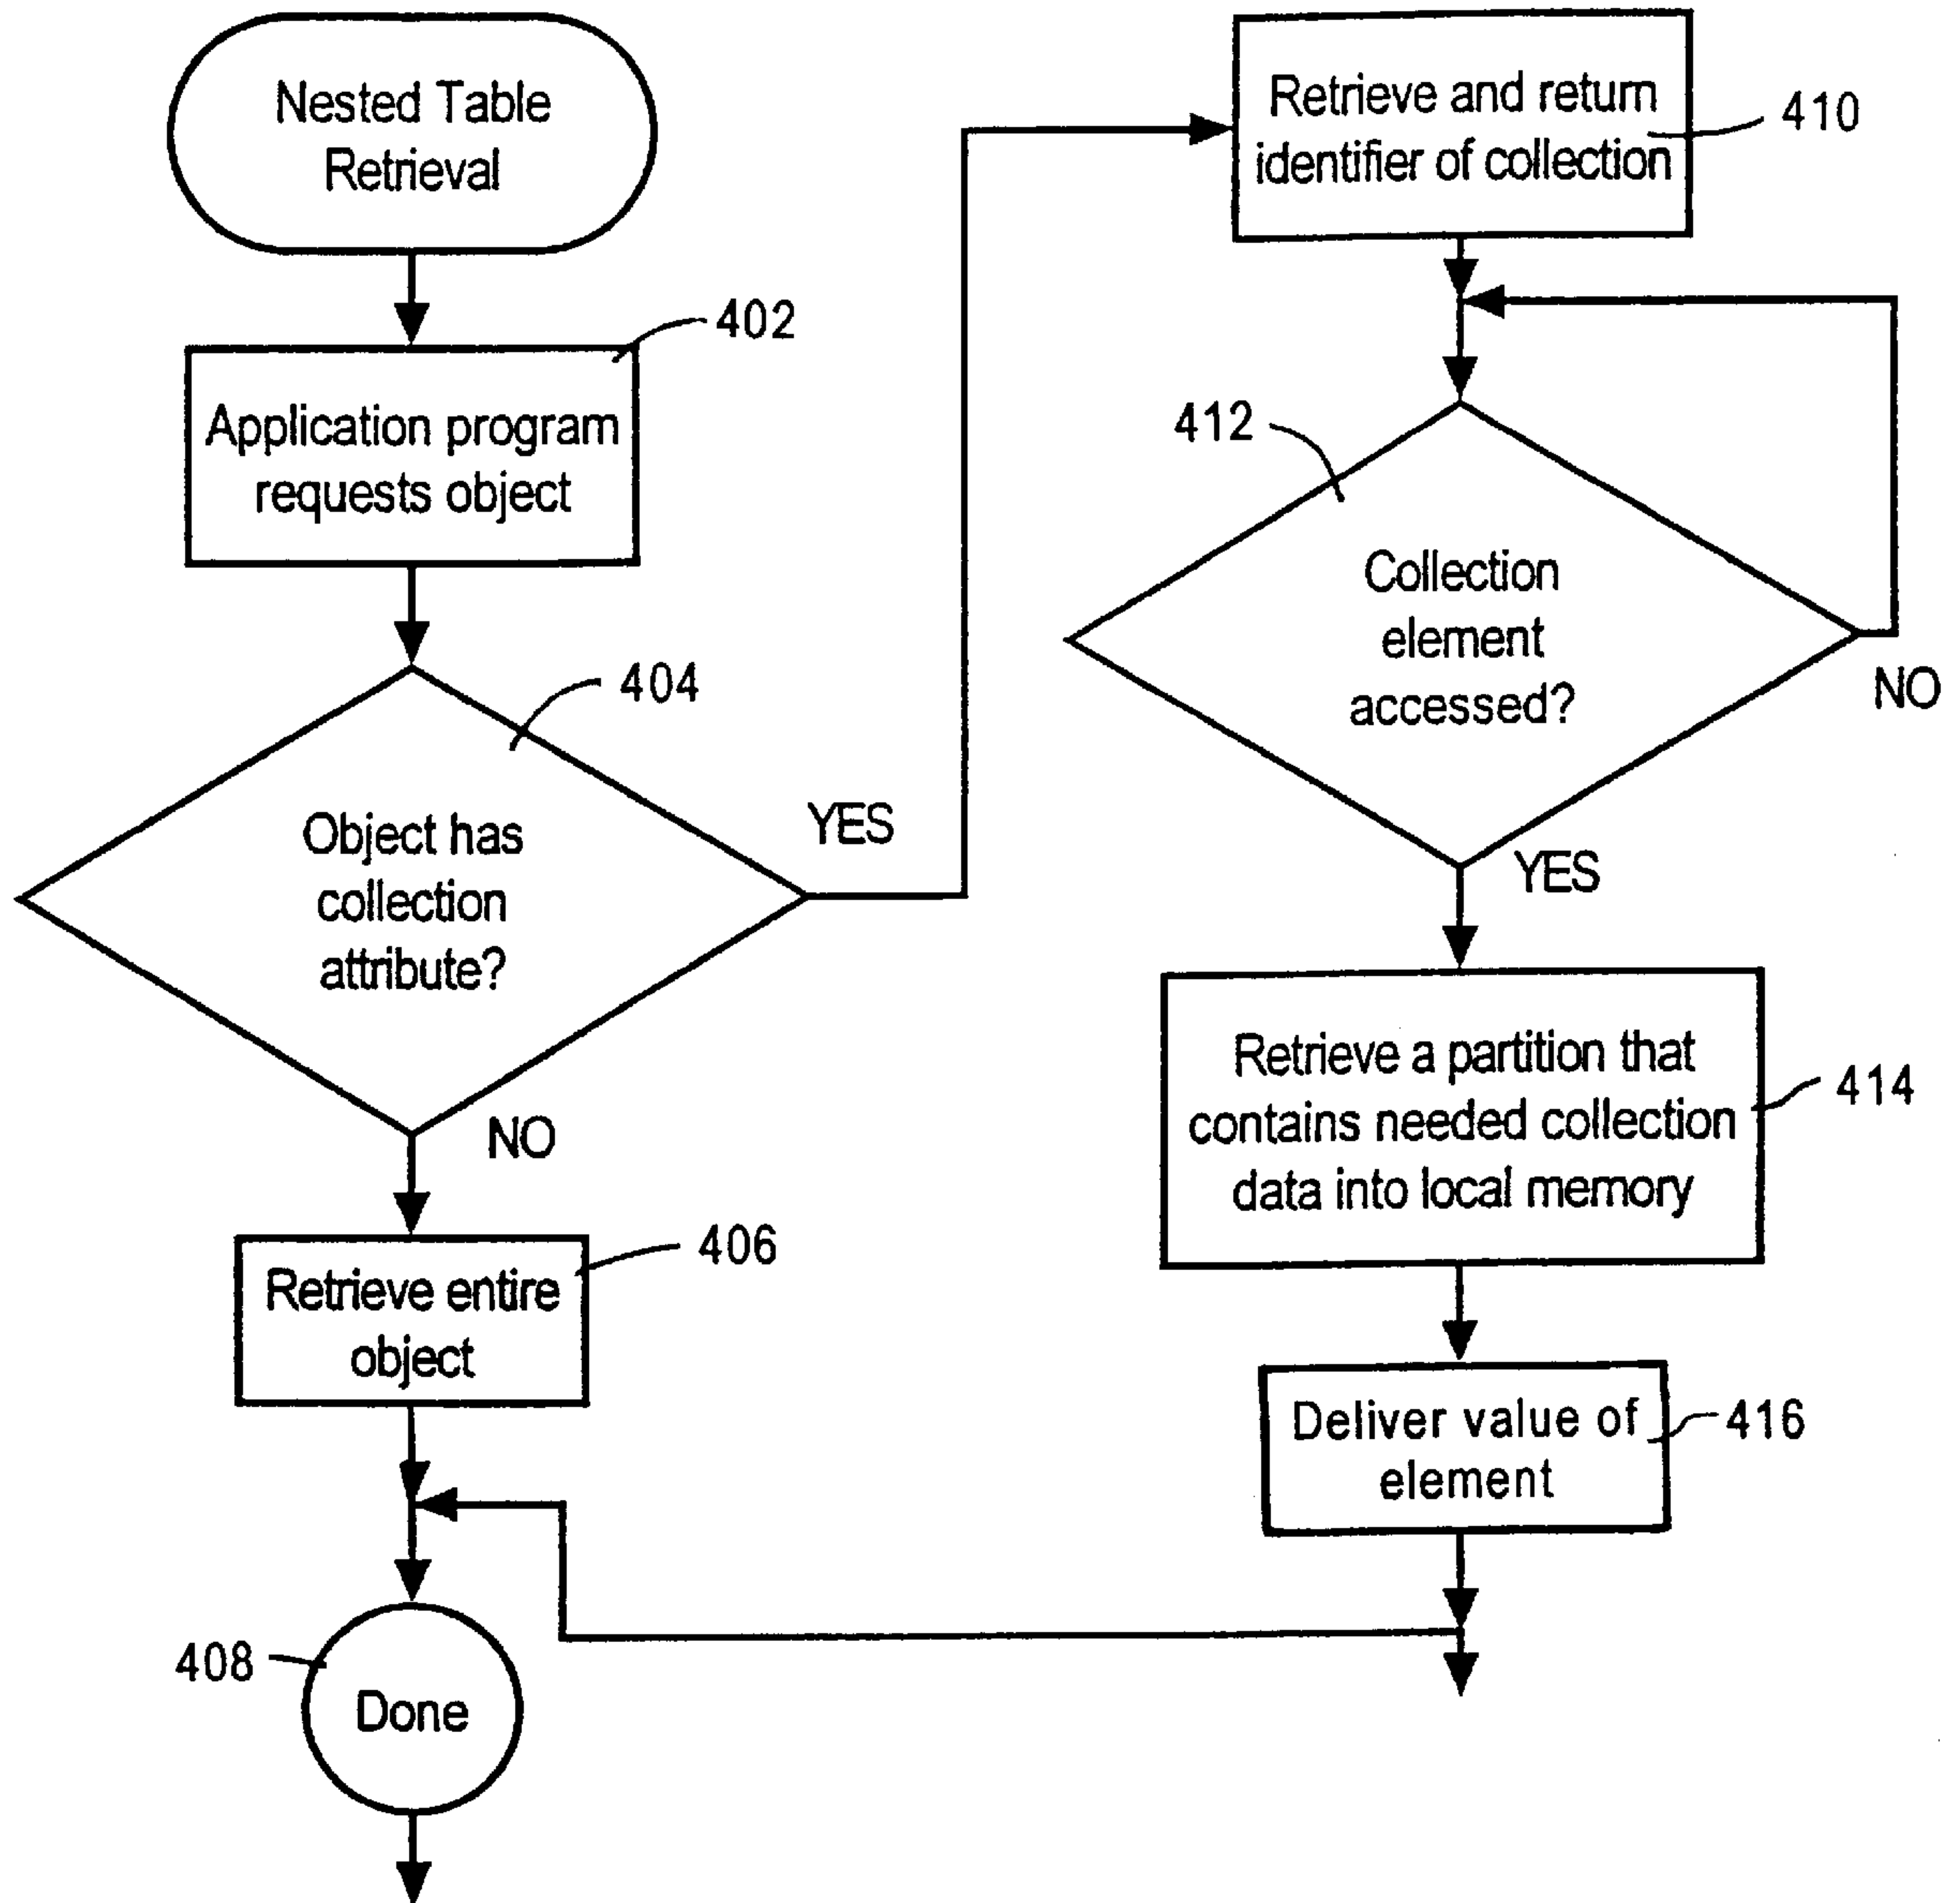 Nested Table
Retrieval
402
Application program
requests object
404
Object has
collection
attribute?
YES
NO
406
Retrieve entire
object
408
Done
Retrieve and return
identifier of collection
410
412
Collection
element
accessed?
NO
YES
Retrieve a partition that
contains needed collection
data into local memory
414
Deliver value of
element
416